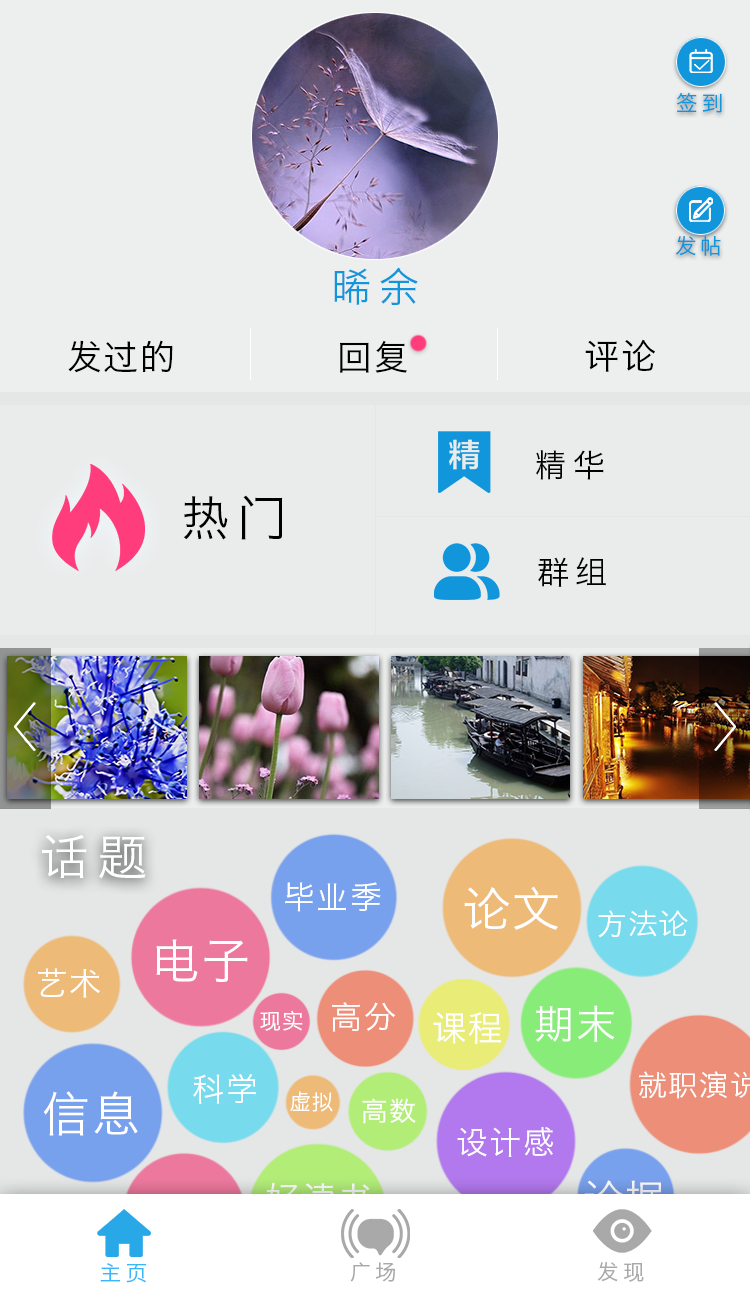 签到
发帖
晞余
发过的
回复
评论
热门
精
精华
群组
话题
毕业季
论文
方法论
电子
艺术
现实
高分
课程
期末
科学
信息
虚拟
高数
设计感
就职演说
主页
广场
发现